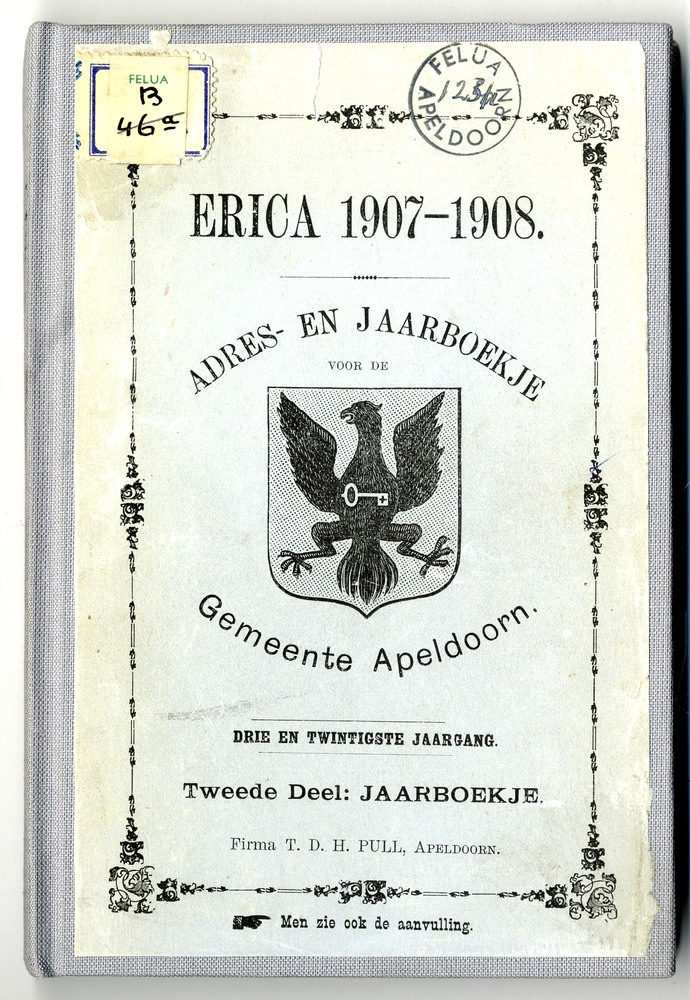 FELUA
B
46a
FELUA
APELDOORN
ERICA 1907–1908.
ADRES- EN JAARBOEKJE
VOOR DE
Gemeente Apeldoorn.
DRIE EN TWINTIGSTE JAARGANG.
Tweede Deel: JAARBOEKJE.
Firma T. D. H. PULL, APELDOORN.
☛ Men zie ook de aanvulling.